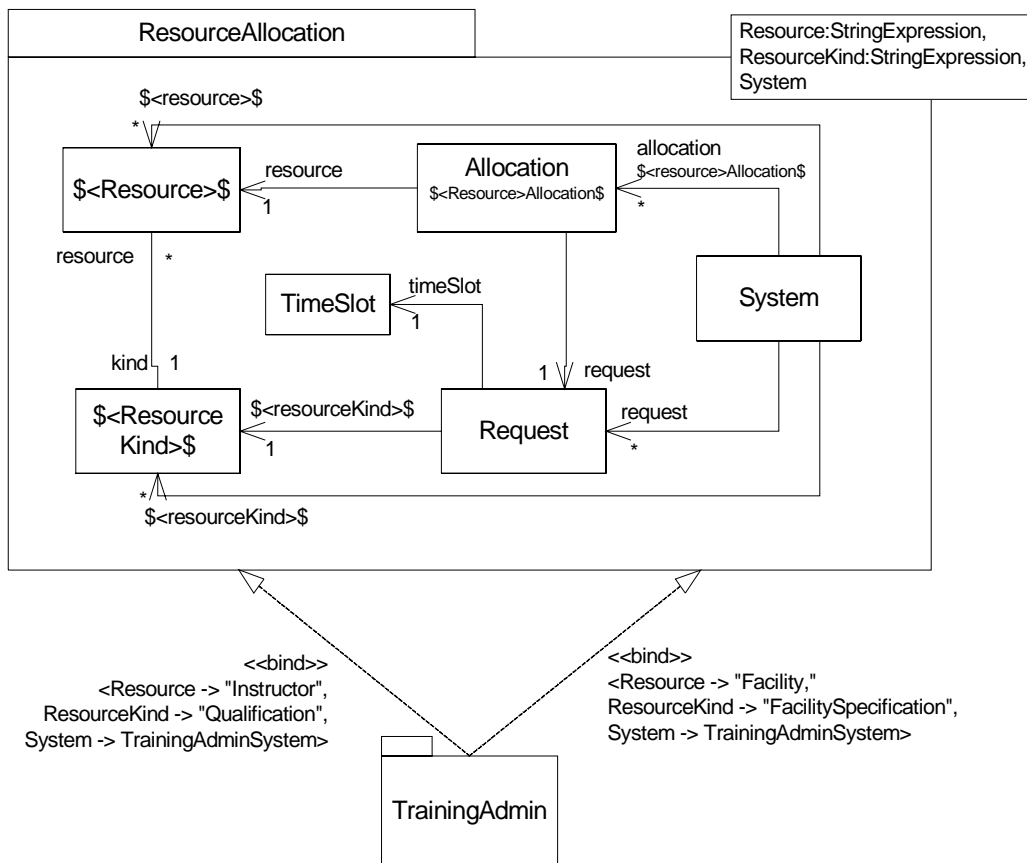 ResourceAllocation
Resource:StringExpression,
ResourceKind:StringExpression,
System
$<resource>$
*
$<Resource>$
resource
1
Allocation
$<Resource>Allocation$
allocation
$<resource>Allocation$
*
resource
*
TimeSlot
timeSlot
1
System
kind
1
1
request
$<Resource
Kind>$
$<resourceKind>$
1
Request
request
*
*
$<resourceKind>$
<<bind>>
<Resource -> "Instructor",
ResourceKind -> "Qualification",
System -> TrainingAdminSystem>
<<bind>>
<Resource -> "Facility,"
ResourceKind -> "FacilitySpecification",
System -> TrainingAdminSystem>
TrainingAdmin